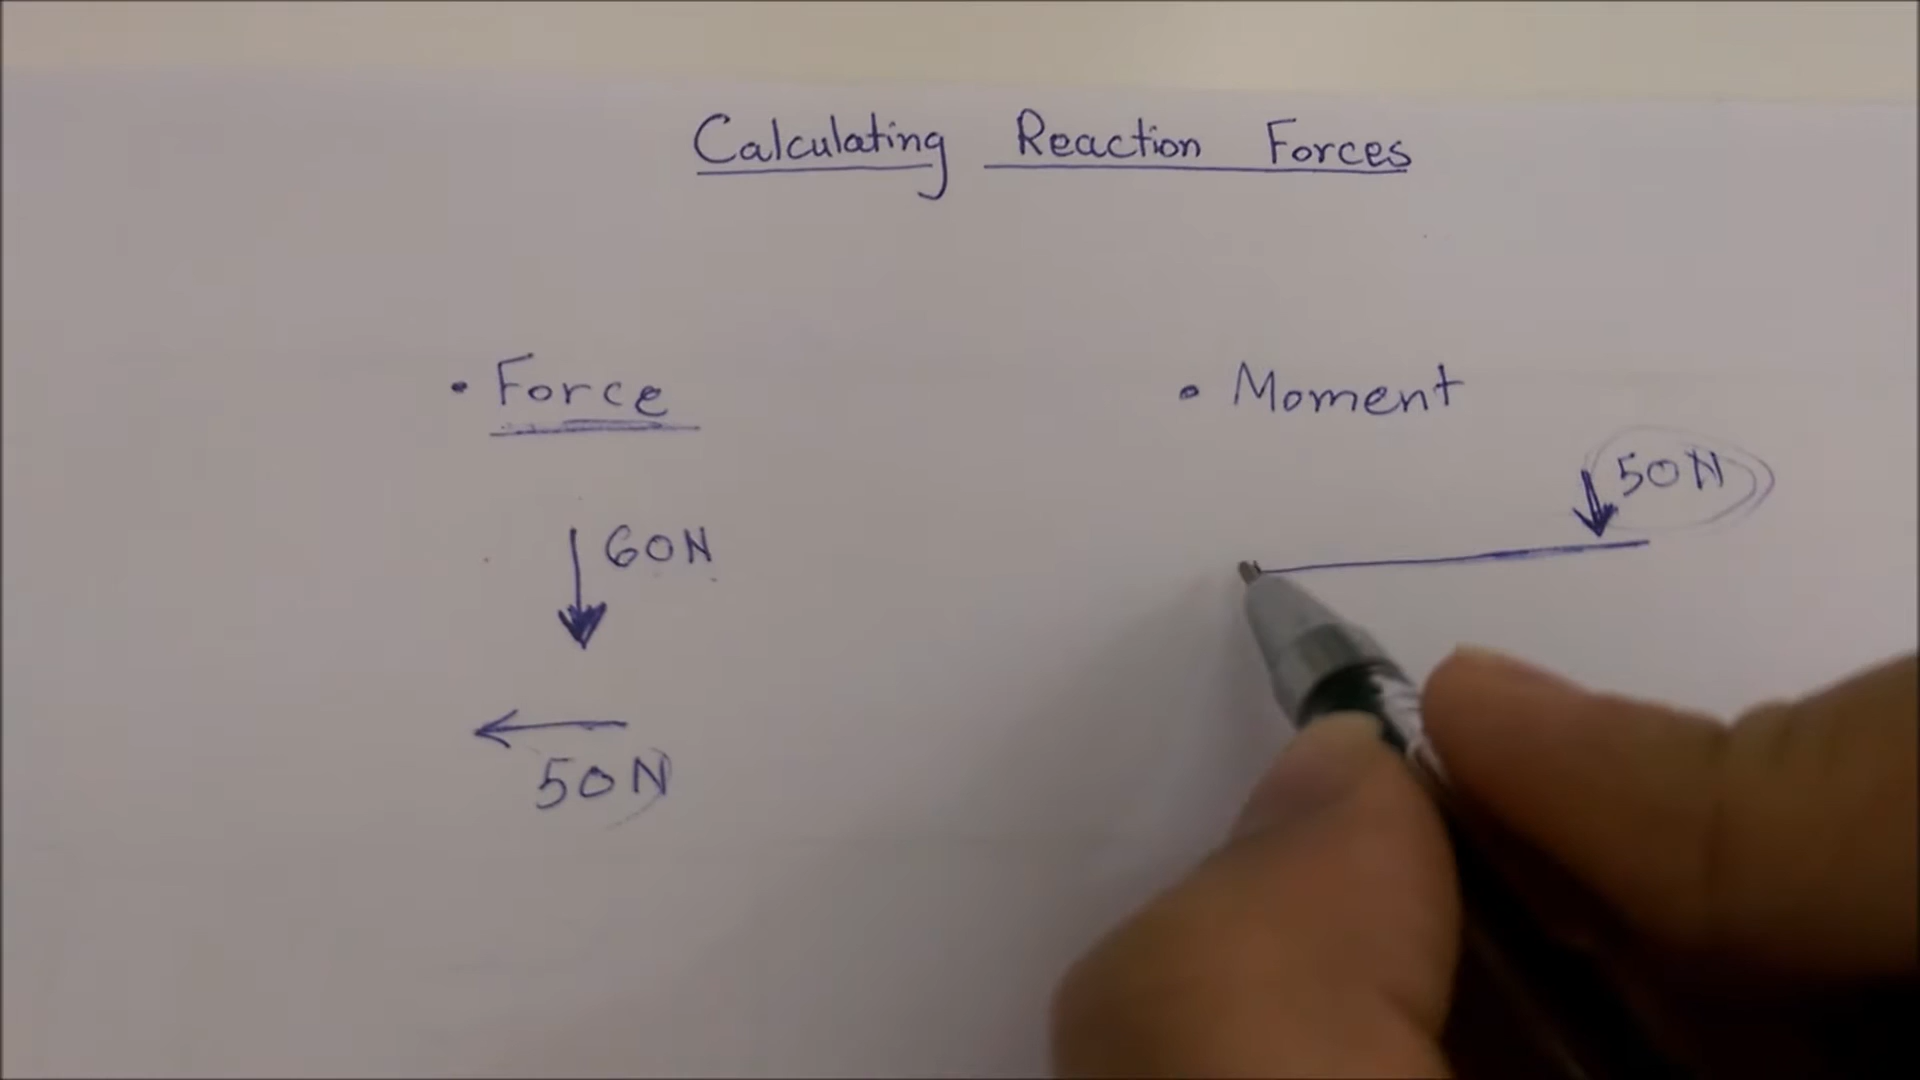 Calculating Reaction Forces
• Force
• Moment
50N
60N
50N